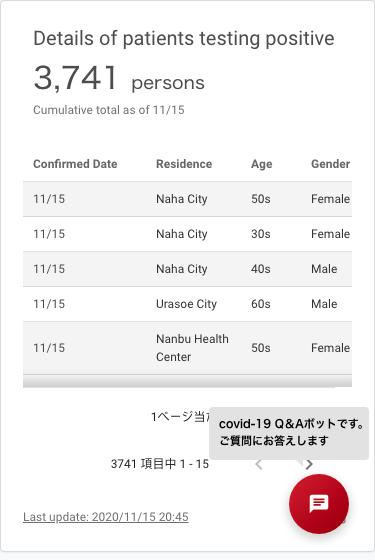 Details of patients testing positive
3,741 persons
Cumulative total as of 11/15
Confirmed Date Residence Age Gender
11/15 Naha City 50s Female
11/15 Naha City 30s Female
11/15 Naha City 40s Male
11/15 Urasoe City 60s Male
11/15 Nanbu Health Center 50s Female
1ページ当
covid-19 Q&Aボットです。
ご質問にお答えします
3741 項目中 1 - 15
Last update: 2020/11/15 20:45